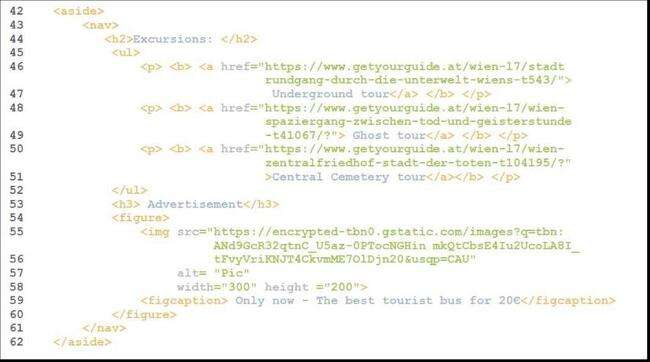 42 <aside>
43 <nav>
44 <h2>Excursions: </h2>
45 <ul>
46 <p> <b> <a href="https://www.getyourguide.at/wien-l7/stadt
rundgang-durch-die-unterwelt-wiens-t543/">
47 Underground tour</a> </b> </p>
48 <p> <b> <a href="https://www.getyourguide.at/wien-l7/wien-
spaziergang-zwischen-tod-und-geisterstunde
49 -t41067/?"> Ghost tour</a> </b> </p>
50 <p> <b> <a href="https://www.getyourguide.at/wien-l7/wien-
zentralfriedhof-stadt-der-toten-t104195/?"
51 >Central Cemetery tour</a></b> </p>
52 </ul>
53 <h3> Advertisement</h3>
54 <figure>
55 <img src="https://encrypted-tbn0.gstatic.com/images?q=tbn:
ANd9GcR32qtnC_U5az-0PTocNGHin mkQtCbsE4Iu2UcoLA8I_
56 tFvyVriKNJT4CkvmME7OlDjn20&usqp=CAU"
57 alt= "Pic"
58 width="300" height ="200">
59 <figcaption> Only now - The best tourist bus for 20€</figcaption>
60 </figure>
61 </nav>
62 </aside>